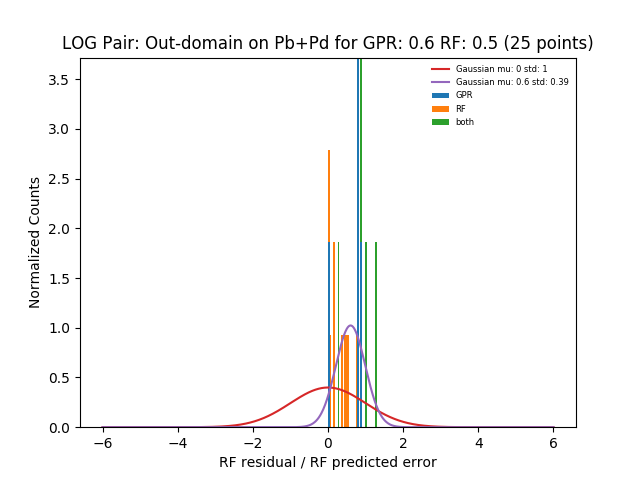 LOG Pair: Out-domain on Pb+Pd for GPR: 0.6 RF: 0.5 (25 points)
Gaussian mu: 0 std: 1
Gaussian mu: 0.6 std: 0.39
GPR
RF
both
Normalized Counts
3.5
3.0
2.5
2.0
1.5
1.0
0.5
0.0
−6 −4 −2 0 2 4 6
RF residual / RF predicted error